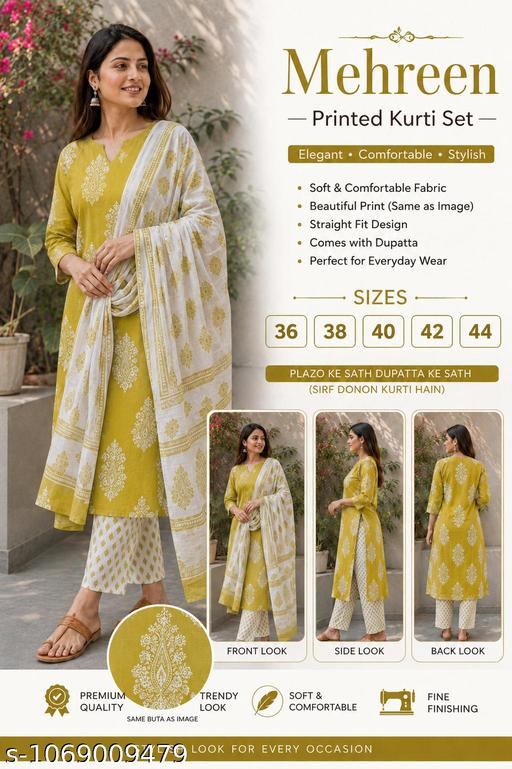 Mehreen
Printed Kurti Set
Elegant • Comfortable • Stylish
• Soft & Comfortable Fabric
• Beautiful Print (Same as Image)
• Straight Fit Design
• Comes with Dupatta
• Perfect for Everyday Wear
SIZES
36 38 40 42 44
PLAZO KE SATH DUPATTA KE SATH
(SIRF DONON KURTI HAIN)
FRONT LOOK
SIDE LOOK
BACK LOOK
PREMIUM
QUALITY
SAME BUTA AS IMAGE
TRENDY
LOOK
SOFT &
COMFORTABLE
FINE
FINISHING
LOOK FOR EVERY OCCASION
s-1069009479